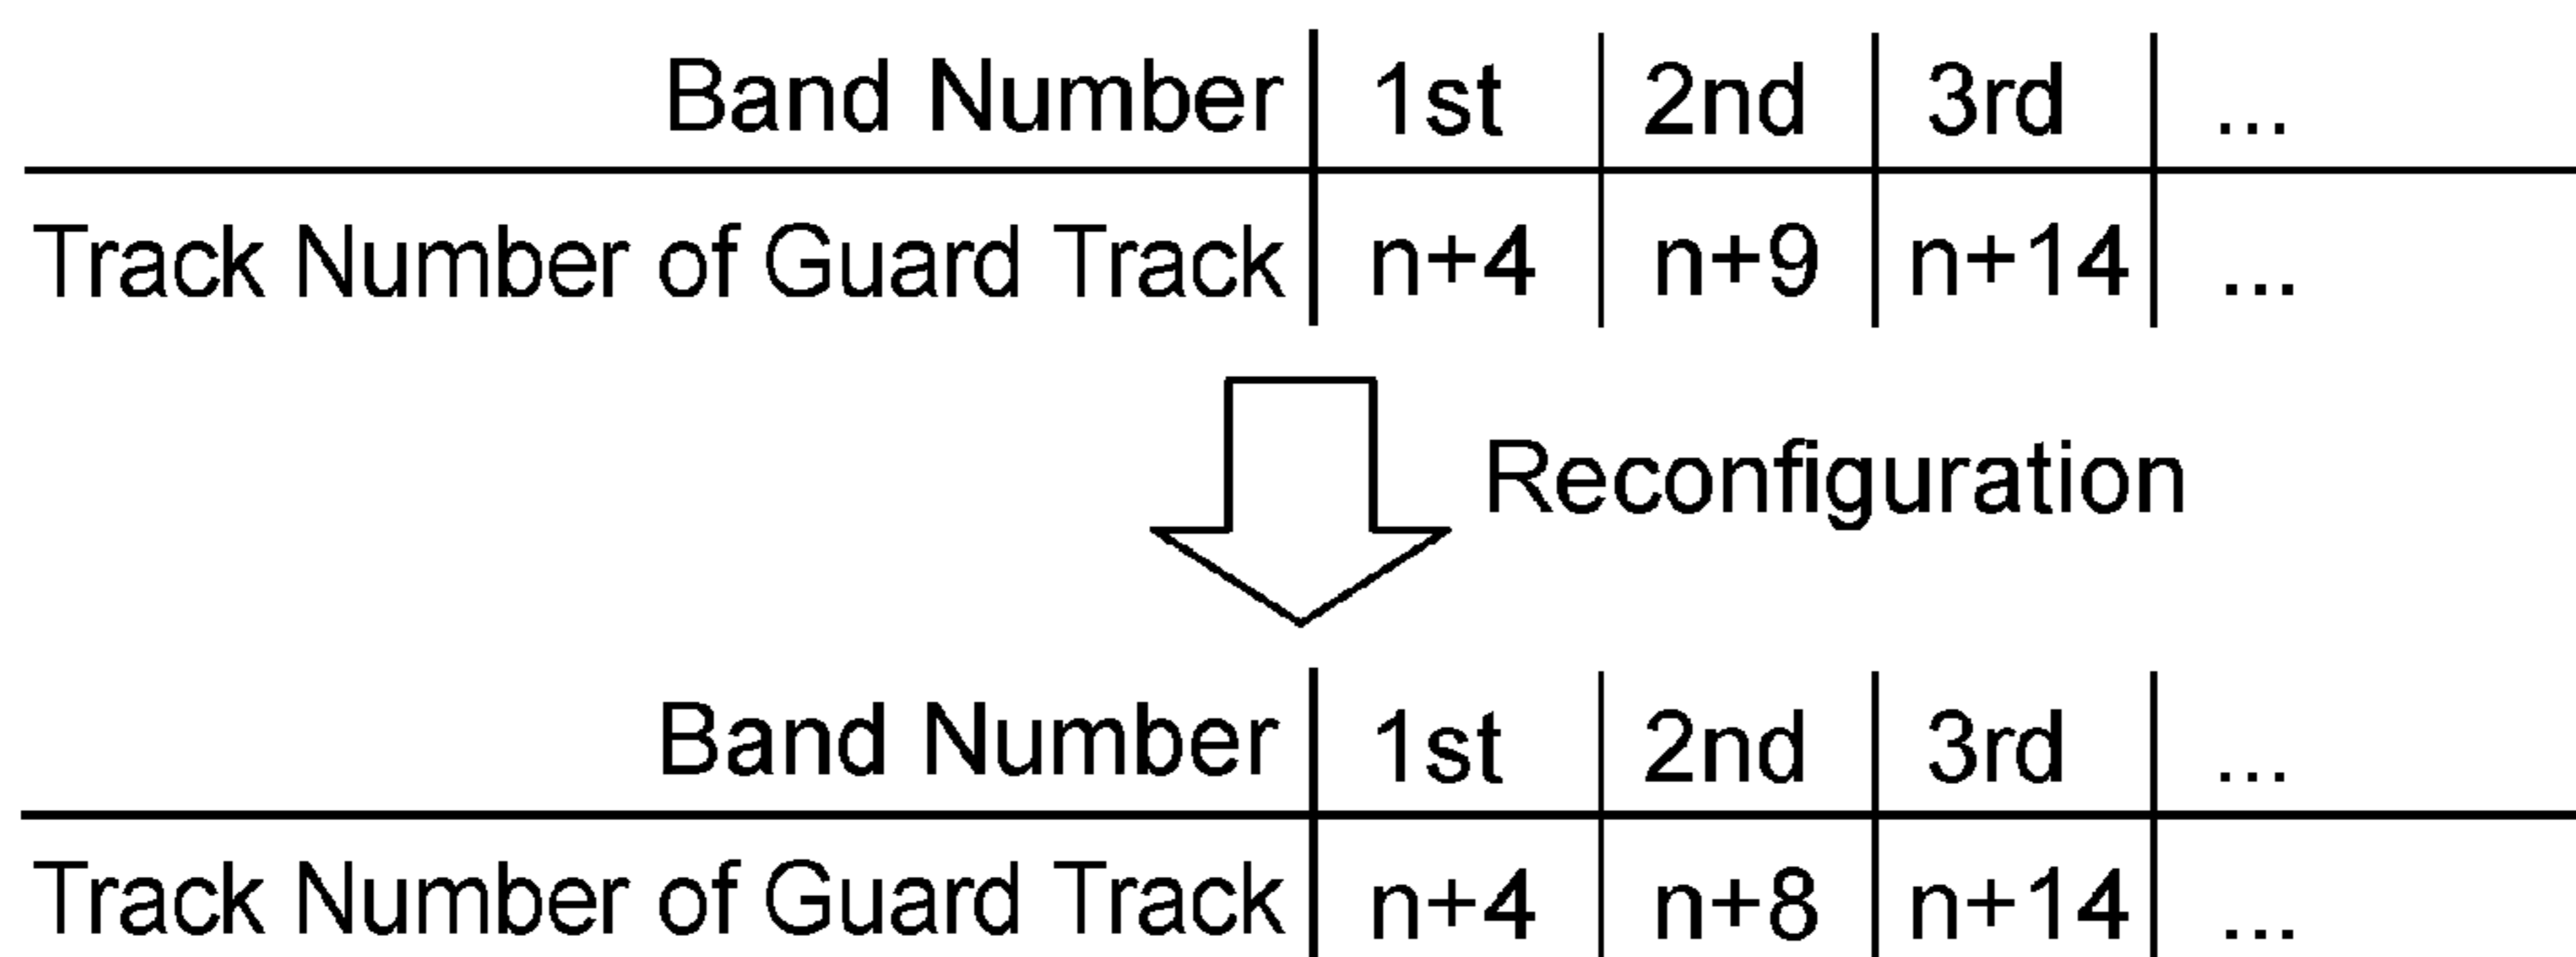 Band Number 1st 2nd 3rd ...
Track Number of Guard Track n+4 n+9 n+14 ...
Reconfiguration
Band Number 1st 2nd 3rd ...
Track Number of Guard Track n+4 n+8 n+14 ...